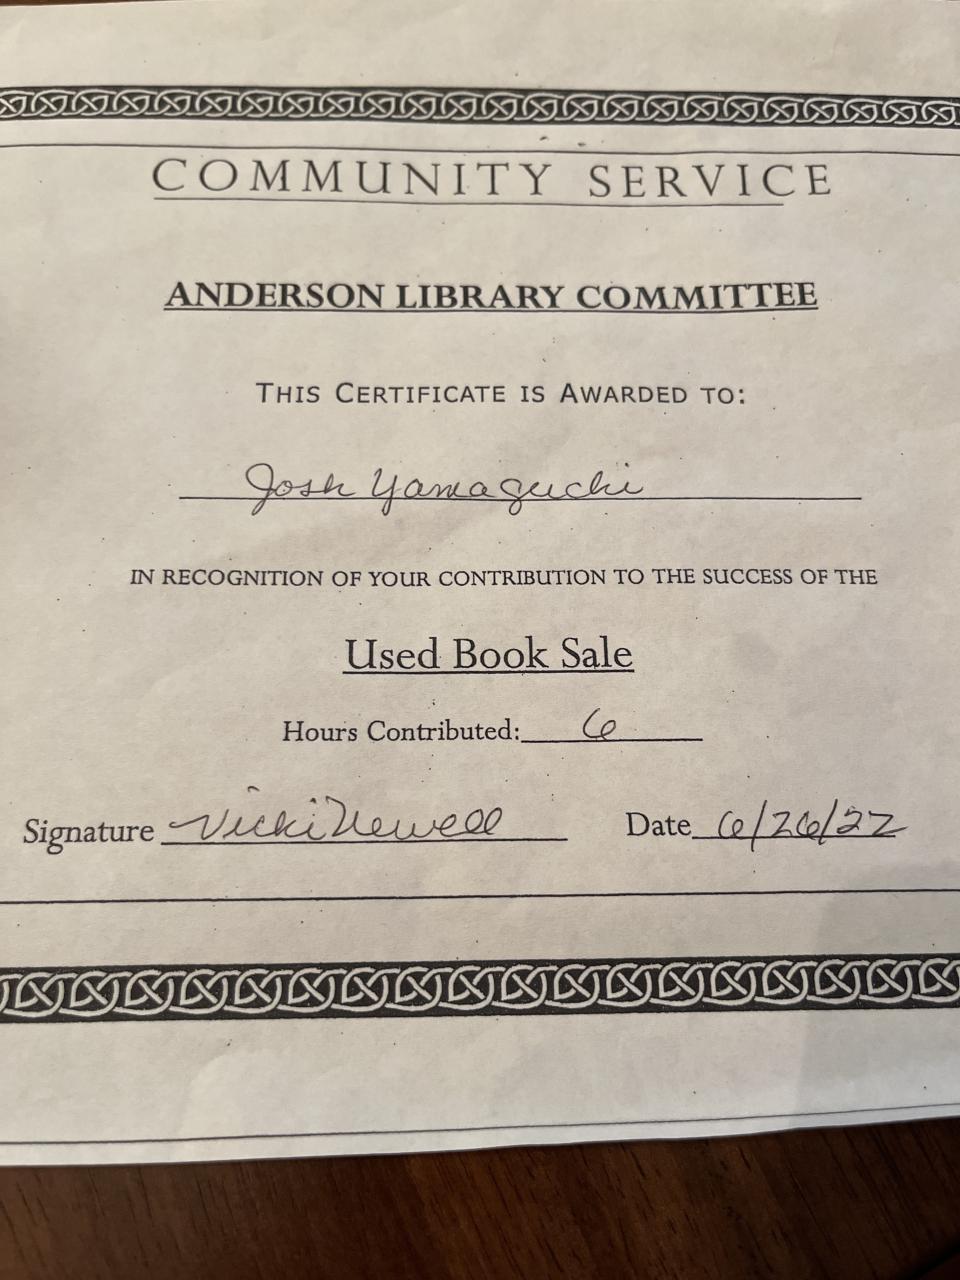 COMMUNITY SERVICE
ANDERSON LIBRARY COMMITTEE
THIS CERTIFICATE IS AWARDED TO:
Josh Yamaguchi
IN RECOGNITION OF YOUR CONTRIBUTION TO THE SUCCESS OF THE
Used Book Sale
Hours Contributed: 6
Signature Vicki Newell Date 6/26/22